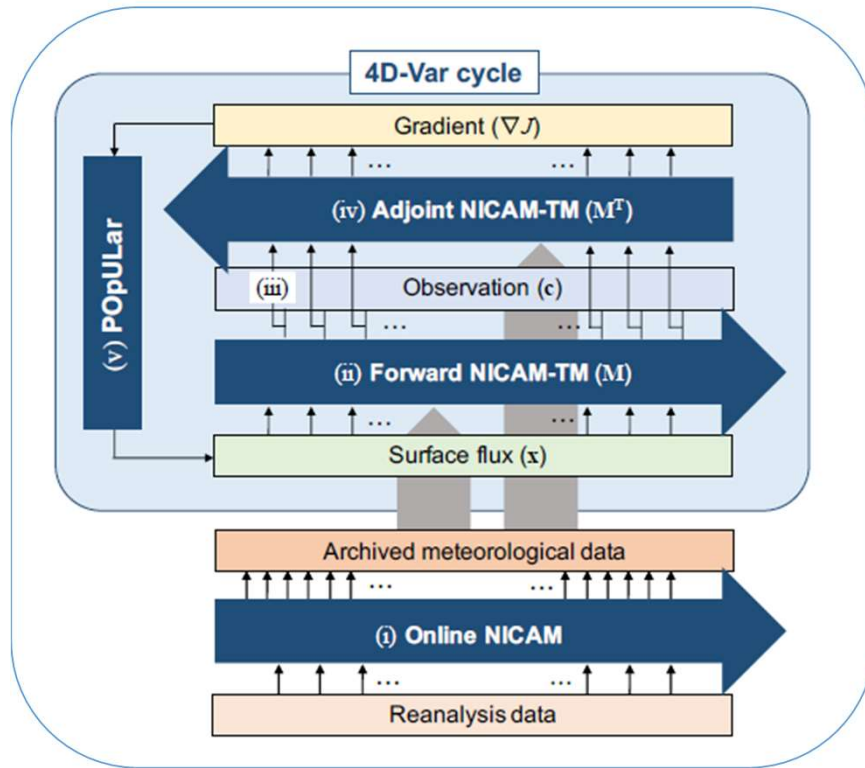 4D-Var cycle
Gradient (∇J)
...
...
(iv) Adjoint NICAM-TM (Mᵀ)
(iii)
Observation (c)
...
...
(ii) Forward NICAM-TM (M)
...
...
Surface flux (x)
(v) POpULar
Archived meteorological data
...
...
(i) Online NICAM
...
...
Reanalysis data